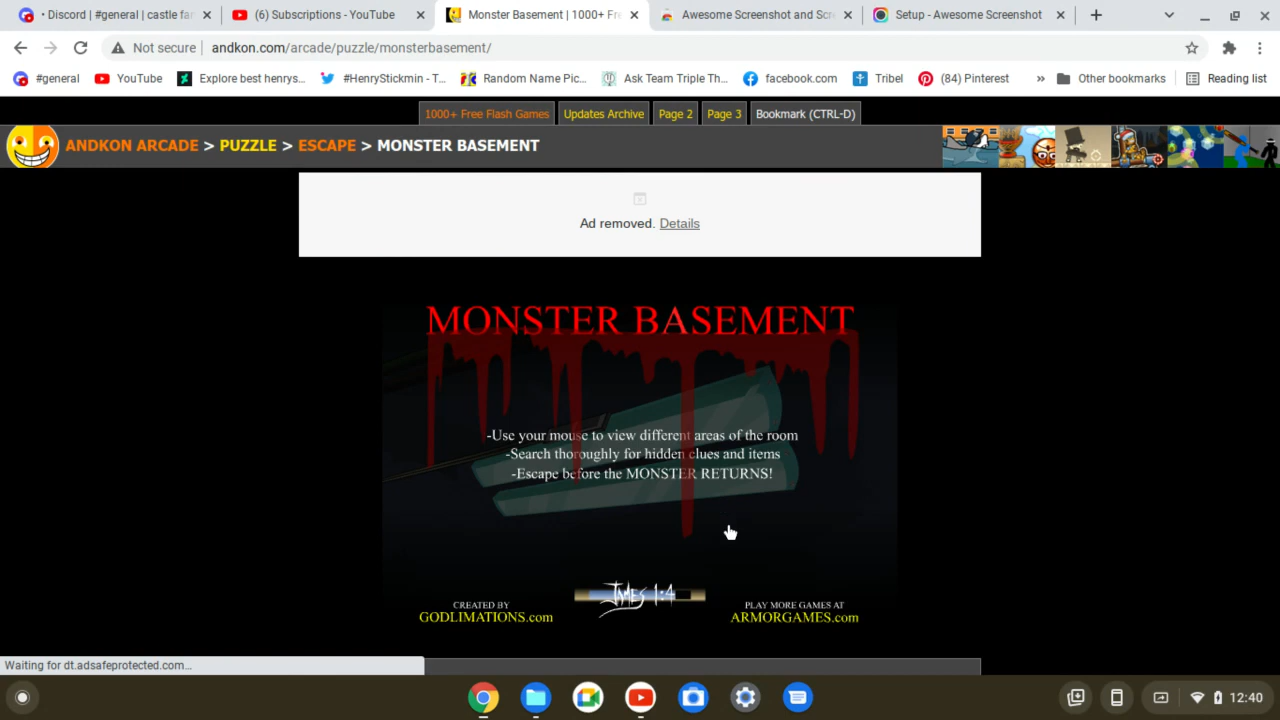 • Discord | #general | castle fa
(6) Subscriptions - YouTube
Monster Basement | 1000+ Fre
Awesome Screenshot and Scre
Setup - Awesome Screenshot
Not secure
andkon.com/arcade/puzzle/monsterbasement/
#general
YouTube
Explore best henrys...
#HenryStickmin - T...
Random Name Pic...
Ask Team Triple Th...
facebook.com
Tribel
(84) Pinterest
»
Other bookmarks
Reading list
1000+ Free Flash Games
Updates Archive
Page 2
Page 3
Bookmark (CTRL-D)
ANDKON ARCADE > PUZZLE > ESCAPE > MONSTER BASEMENT
Ad removed. Details
MONSTER BASEMENT
-Use your mouse to view different areas of the room
-Search thoroughly for hidden clues and items
-Escape before the MONSTER RETURNS!
JAMES 1:4
CREATED BY
GODLIMATIONS.com
PLAY MORE GAMES AT
ARMORGAMES.com
Waiting for dt.adsafeprotected.com...
12:40